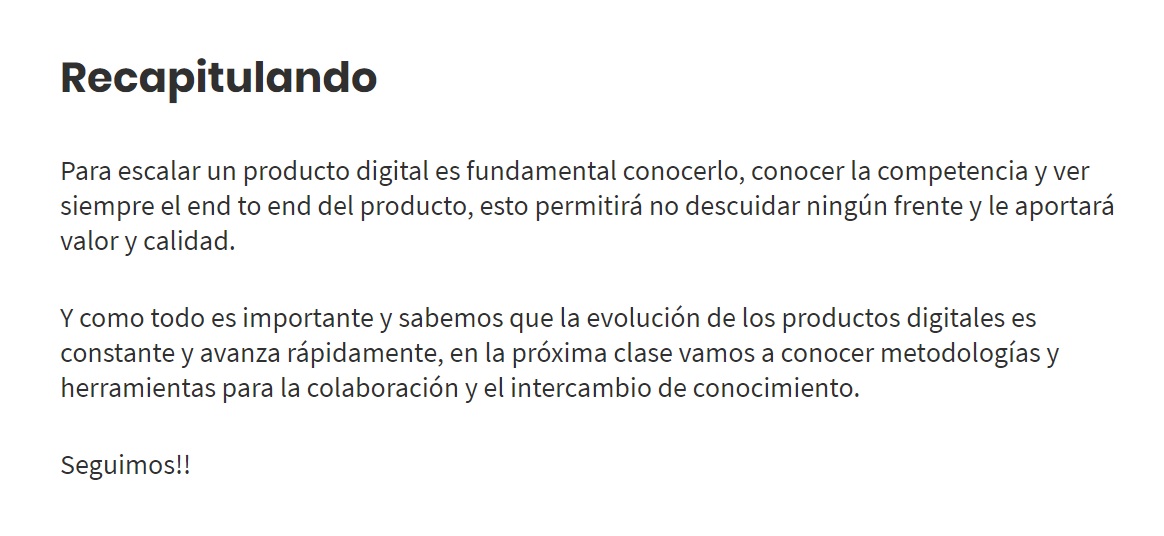 Recapitulando
Para escalar un producto digital es fundamental conocerlo, conocer la competencia y ver
siempre el end to end del producto, esto permitirá no descuidar ningún frente y le aportará
valor y calidad.
Y como todo es importante y sabemos que la evolución de los productos digitales es
constante y avanza rápidamente, en la próxima clase vamos a conocer metodologías y
herramientas para la colaboración y el intercambio de conocimiento.
Seguimos!!